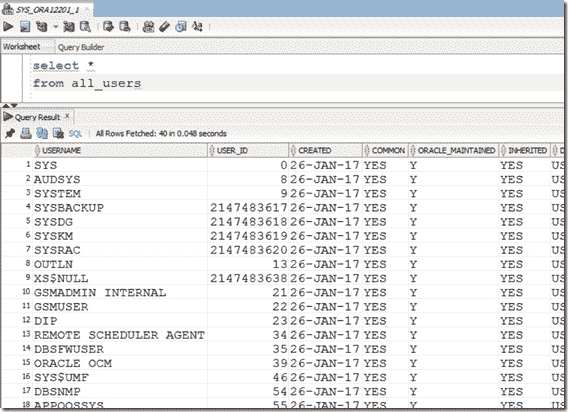 SYS_ORA12201_1
Worksheet Query Builder
select *
from all_users
Query Result
SQL All Rows Fetched: 40 in 0.048 seconds
USERNAME USER_ID CREATED COMMON ORACLE_MAINTAINED INHERITED D
1 SYS 0 26-JAN-17 YES Y YES US
2 AUDSYS 8 26-JAN-17 YES Y YES US
3 SYSTEM 9 26-JAN-17 YES Y YES US
4 SYSBACKUP 2147483617 26-JAN-17 YES Y YES US
5 SYSDG 2147483618 26-JAN-17 YES Y YES US
6 SYSKM 2147483619 26-JAN-17 YES Y YES US
7 SYSRAC 2147483620 26-JAN-17 YES Y YES US
8 OUTLN 13 26-JAN-17 YES Y YES US
9 XS$NULL 2147483638 26-JAN-17 YES Y YES US
10 GSMADMIN_INTERNAL 21 26-JAN-17 YES Y YES US
11 GSMUSER 22 26-JAN-17 YES Y YES US
12 DIP 23 26-JAN-17 YES Y YES US
13 REMOTE_SCHEDULER_AGENT 34 26-JAN-17 YES Y YES US
14 DBSFWUSER 35 26-JAN-17 YES Y YES US
15 ORACLE_OCM 39 26-JAN-17 YES Y YES US
16 SYS$UMF 46 26-JAN-17 YES Y YES US
17 DBSNMP 54 26-JAN-17 YES Y YES US
18 APPQOSSYS 55 26-JAN-17 YES Y YES US